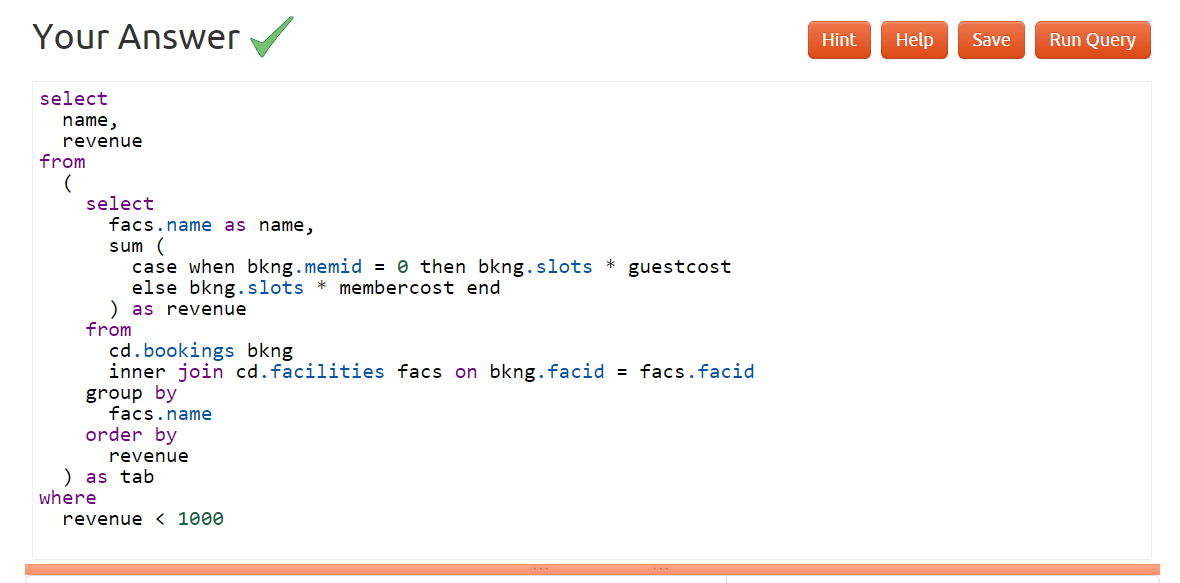 Your Answer
Hint
Help
Save
Run Query
select
  name,
  revenue
from
  (
    select
      facs.name as name,
      sum (
        case when bkng.memid = 0 then bkng.slots * guestcost
        else bkng.slots * membercost end
      ) as revenue
    from
      cd.bookings bkng
      inner join cd.facilities facs on bkng.facid = facs.facid
    group by
      facs.name
    order by
      revenue
  ) as tab
where
  revenue < 1000